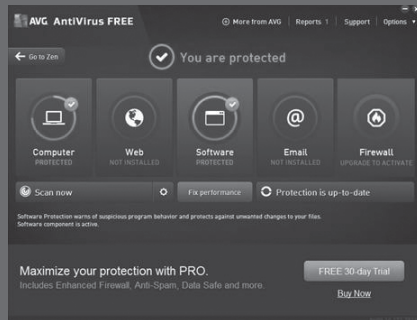 AVG AntiVirus FREE
More from AVG | Reports 1 | Support | Options
Go to Zen
You are protected
Computer
PROTECTED
Web
NOT INSTALLED
Software
PROTECTED
Email
NOT INSTALLED
Firewall
UPGRADE TO ACTIVATE
Scan now
Fix performance
Protection is up-to-date
Software Protection warns of suspicious program behavior and protects against unwanted changes to your files.
Software component is active.
Maximize your protection with PRO.
Includes Enhanced Firewall, Anti-Spam, Data Safe and more.
FREE 30-day Trial
Buy Now